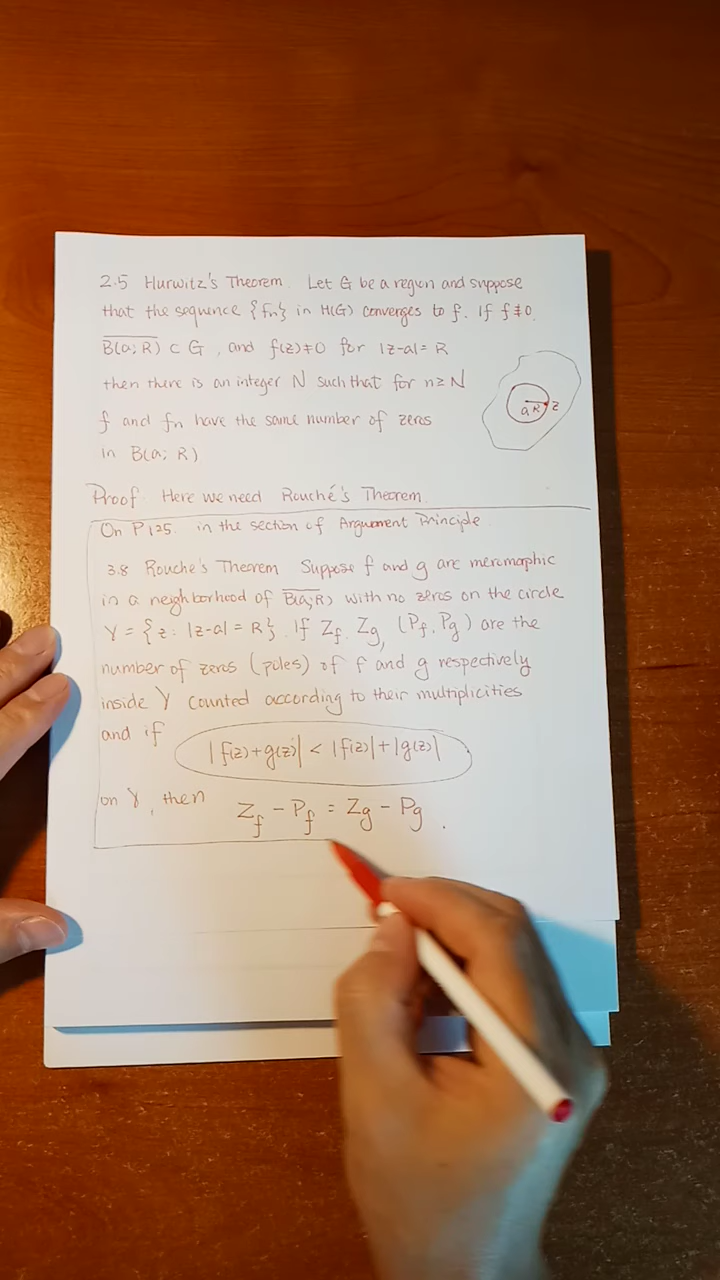 2.5 Hurwitz's Theorem. Let G be a region and suppose
that the sequence {fn} in H(G) converges to f. If f≢0,
B(a; R) ⊂ G, and f(z)≠0 for |z-a|= R
then there is an integer N such that for n≥N
f and fn have the same number of zeros
in B(a; R)
a R z
Proof. Here we need Rouché's Theorem.
On P125. in the section of Argument Principle.
3.8 Rouche's Theorem Suppose f and g are meromorphic
in a neighborhood of B(a;R) with no zeros on the circle
γ = {z: |z-a| = R}. If Zf, Zg, (Pf, Pg) are the
number of zeros (poles) of f and g respectively
inside γ counted according to their multiplicities
and if |f(z)+g(z)| < |f(z)|+|g(z)|
on γ, then Zf - Pf = Zg - Pg.